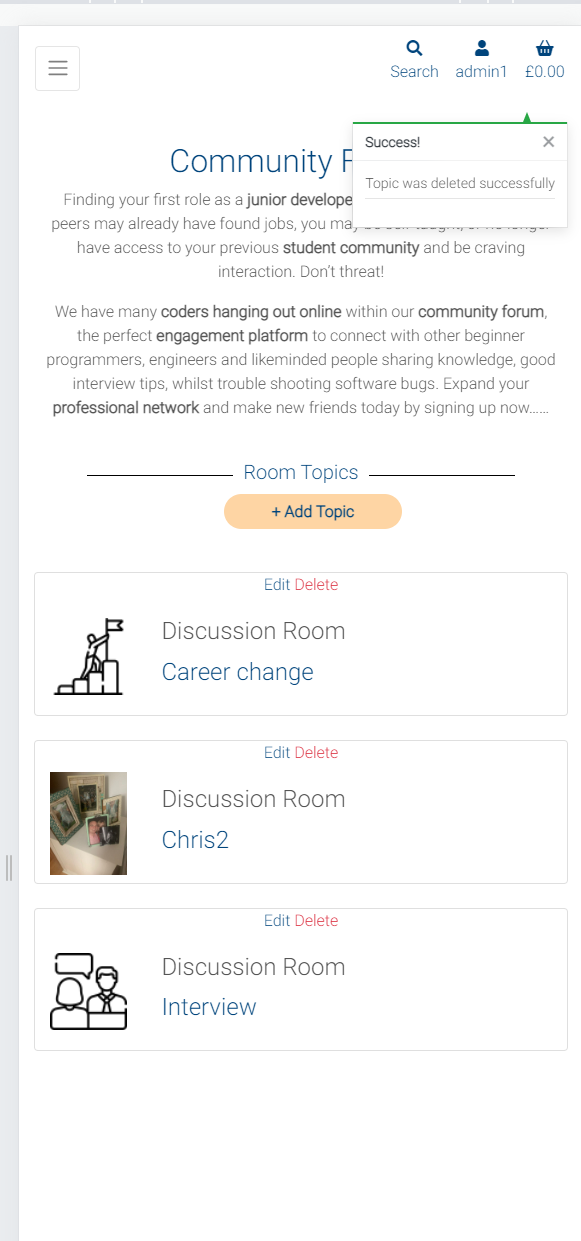 Search admin1 £0.00
Success! ×
Topic was deleted successfully
Community F
Finding your first role as a junior develope
peers may already have found jobs, you may
have access to your previous student community and be craving
interaction. Don't threat!
We have many coders hanging out online within our community forum,
the perfect engagement platform to connect with other beginner
programmers, engineers and likeminded people sharing knowledge, good
interview tips, whilst trouble shooting software bugs. Expand your
professional network and make new friends today by signing up now......
Room Topics
+ Add Topic
Edit Delete
Discussion Room
Career change
Edit Delete
Discussion Room
Chris2
Edit Delete
Discussion Room
Interview